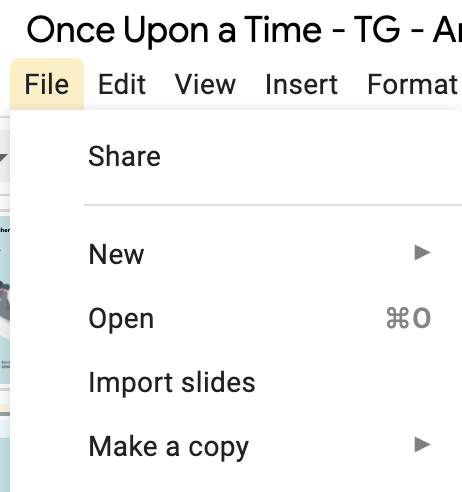 Once Upon a Time - TG - Ar
File Edit View Insert Format
Share
New ►
Open ⌘O
Import slides
Make a copy ►